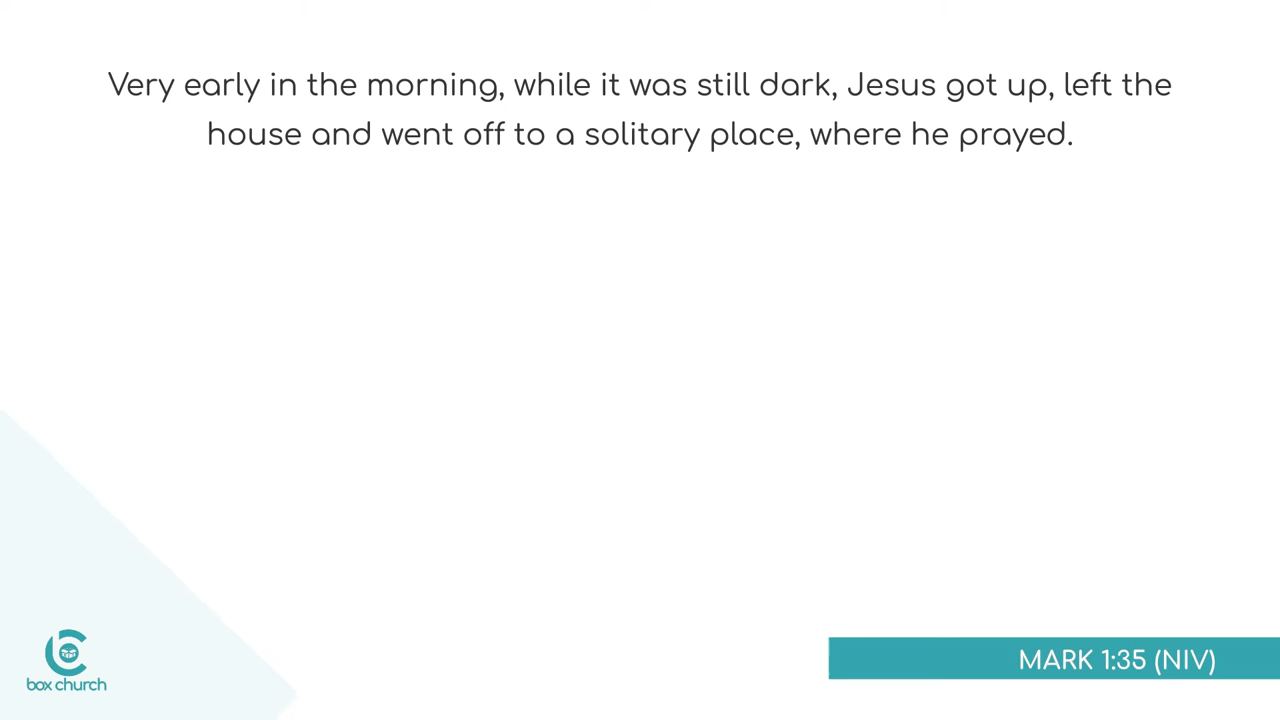 Very early in the morning, while it was still dark, Jesus got up, left the
house and went off to a solitary place, where he prayed.
box church
MARK 1:35 (NIV)